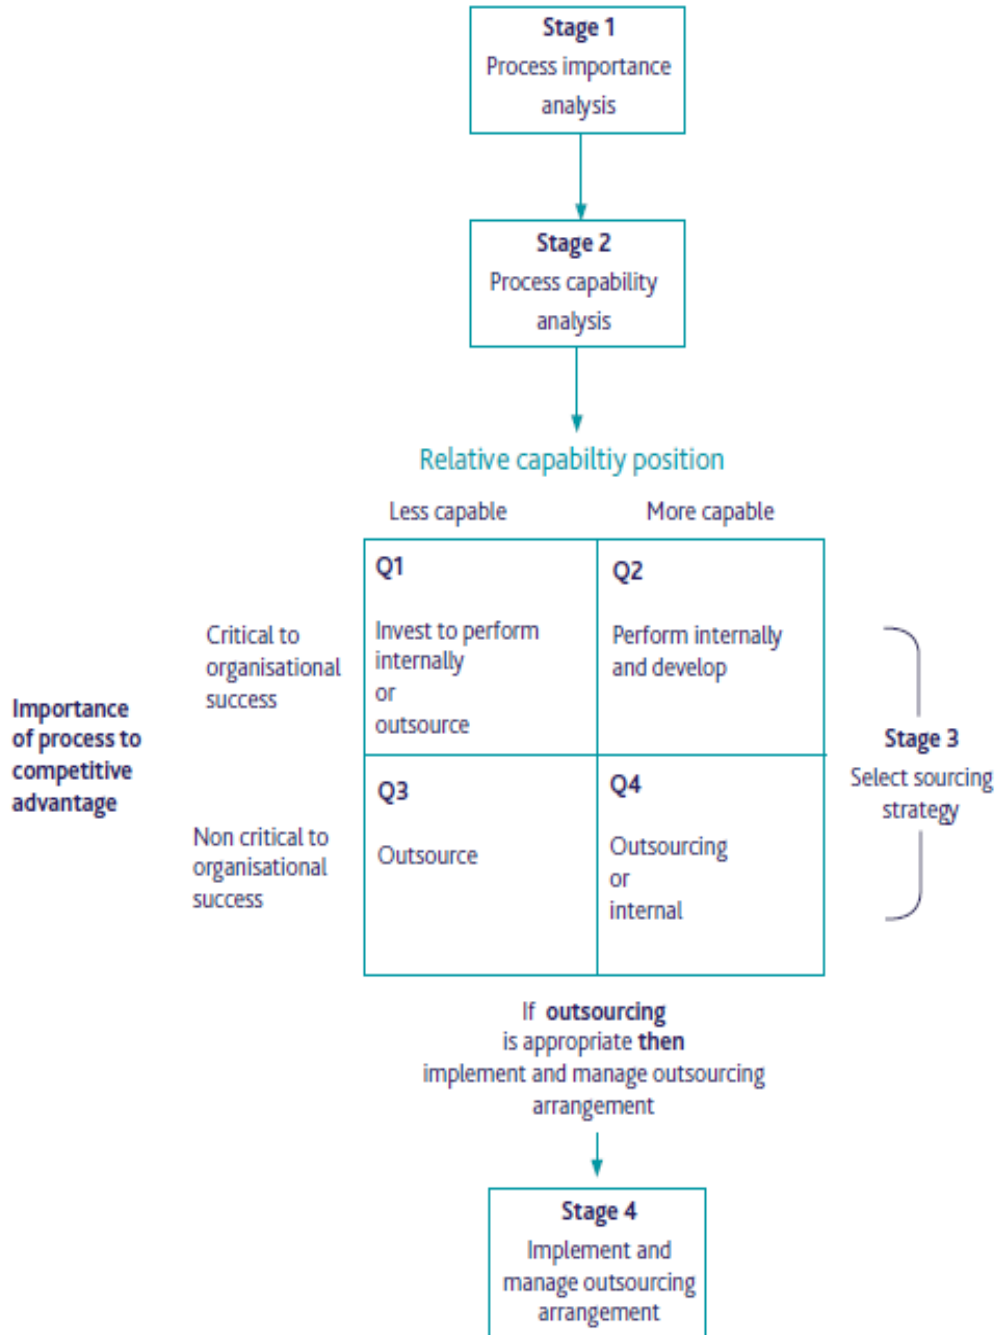 Stage 1
Process importance
analysis
Stage 2
Process capability
analysis
Relative capabiltiy position
Less capable
More capable
Importance
of process to
competitive
advantage
Critical to
organisational
success
Q1
Invest to perform
internally
or
outsource
Q2
Perform internally
and develop
Non critical to
organisational
success
Q3
Outsource
Q4
Outsourcing
or
internal
Stage 3
Select sourcing
strategy
If outsourcing
is appropriate then
implement and manage outsourcing
arrangement
Stage 4
Implement and
manage outsourcing
arrangement